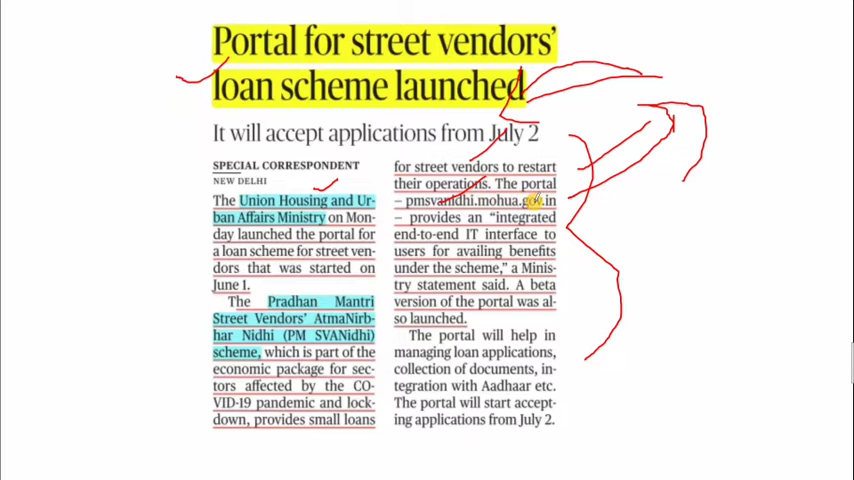 Portal for street vendors'
loan scheme launched
It will accept applications from July 2
SPECIAL CORRESPONDENT
NEW DELHI
The Union Housing and Ur-
ban Affairs Ministry on Mon-
day launched the portal for
a loan scheme for street ven-
dors that was started on
June 1.
The Pradhan Mantri
Street Vendors' AtmaNirb-
har Nidhi (PM SVANidhi)
scheme, which is part of the
economic package for sec-
tors affected by the CO-
VID-19 pandemic and lock-
down, provides small loans
for street vendors to restart
their operations. The portal
– pmsvanidhi.mohua.gov.in
– provides an “integrated
end-to-end IT interface to
users for availing benefits
under the scheme,” a Minis-
try statement said. A beta
version of the portal was al-
so launched.
The portal will help in
managing loan applications,
collection of documents, in-
tegration with Aadhaar etc.
The portal will start accept-
ing applications from July 2.